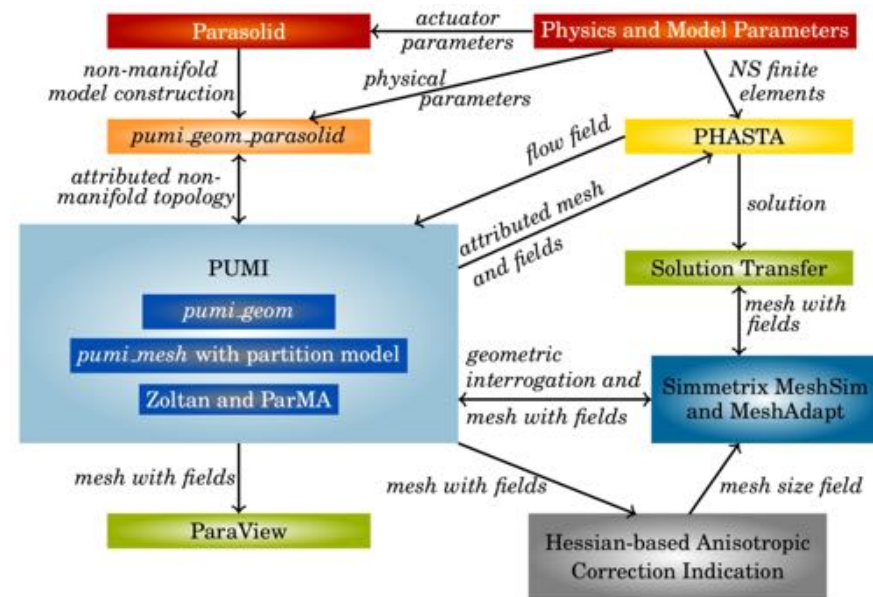 Parasolid
actuator
parameters
Physics and Model Parameters
non-manifold
model construction
physical
parameters
NS finite
elements
pumi_geom_parasolid
PHASTA
attributed non-
manifold topology
flow field
attributed mesh
and fields
solution
PUMI
Solution Transfer
pumi_geom
mesh with
fields
pumi_mesh with partition model
geometric
interrogation and
mesh with fields
Zoltan and ParMA
Simmetrix MeshSim
and MeshAdapt
mesh with fields
mesh with fields
mesh size field
ParaView
Hessian-based Anisotropic
Correction Indication